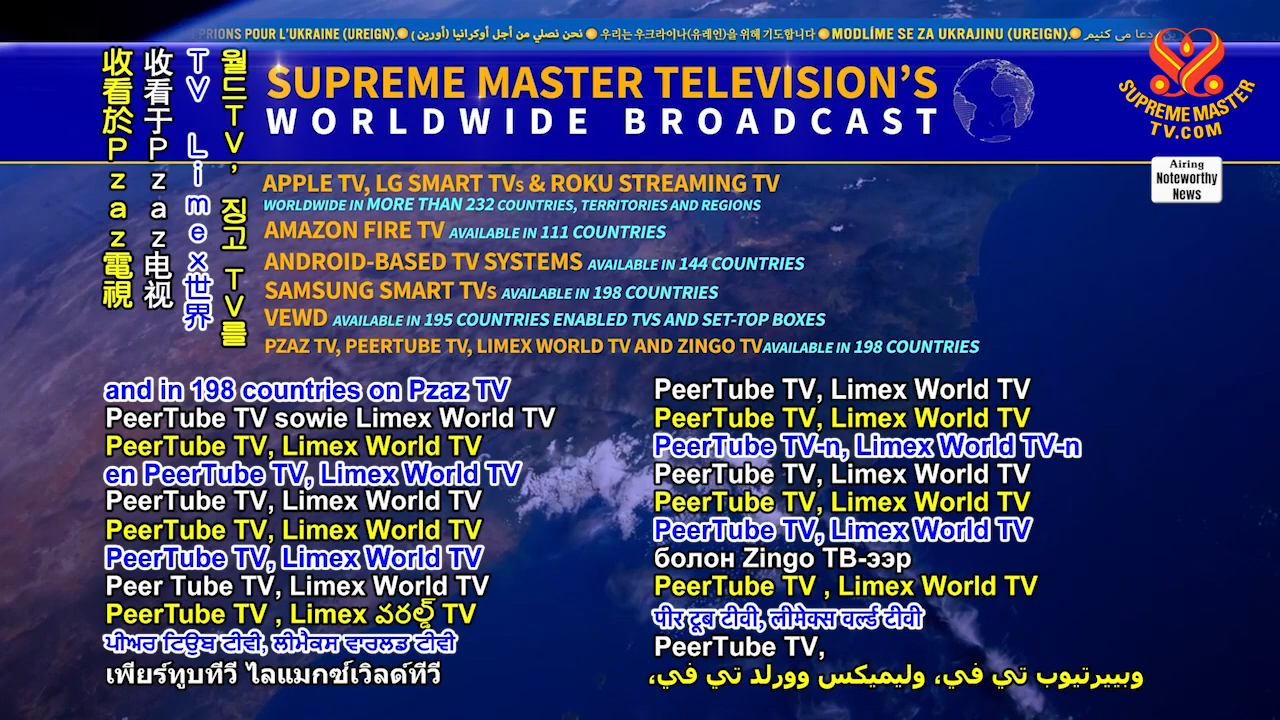 PRIONS POUR L'UKRAINE (UREIGN). نحن نصلي من أجل أوكرانيا (أورين) 우리는 우크라이나(유레인)을 위해 기도합니다 MODLÍME SE ZA UKRAJINU (UREIGN). دعا می کنیم
SUPREME MASTER TV.COM
Airing
Noteworthy
News
收看於Pzaz電視
收看于Pzaz电视
TV Limex世界
월드TV, 징고 TV를
SUPREME MASTER TELEVISION'S
WORLDWIDE BROADCAST
APPLE TV, LG SMART TVs & ROKU STREAMING TV
WORLDWIDE IN MORE THAN 232 COUNTRIES, TERRITORIES AND REGIONS
AMAZON FIRE TV AVAILABLE IN 111 COUNTRIES
ANDROID-BASED TV SYSTEMS AVAILABLE IN 144 COUNTRIES
SAMSUNG SMART TVs AVAILABLE IN 198 COUNTRIES
VEWD AVAILABLE IN 195 COUNTRIES ENABLED TVS AND SET-TOP BOXES
PZAZ TV, PEERTUBE TV, LIMEX WORLD TV AND ZINGO TV AVAILABLE IN 198 COUNTRIES
and in 198 countries on Pzaz TV
PeerTube TV sowie Limex World TV
PeerTube TV, Limex World TV
en PeerTube TV, Limex World TV
PeerTube TV, Limex World TV
PeerTube TV, Limex World TV
PeerTube TV, Limex World TV
Peer Tube TV, Limex World TV
PeerTube TV , Limex వరల్డ్ TV
ਪੀਅਰ ਟਿਊਬ ਟੀਵੀ, ਲੀਮੈਕਸ ਵਾਰਲਡ ਟੀਵੀ
เพียร์ทูบทีวี ไลแมกซ์เวิลด์ทีวี
PeerTube TV, Limex World TV
PeerTube TV, Limex World TV
PeerTube TV-n, Limex World TV-n
PeerTube TV, Limex World TV
PeerTube TV, Limex World TV
PeerTube TV, Limex World TV
болон Zingo ТВ-ээр
PeerTube TV , Limex World TV
पीर टूब टीवी, लीमेक्स वर्ल्ड टीवी
PeerTube TV,
وبييرتيوب تي في، وليميكس وورلد تي في،